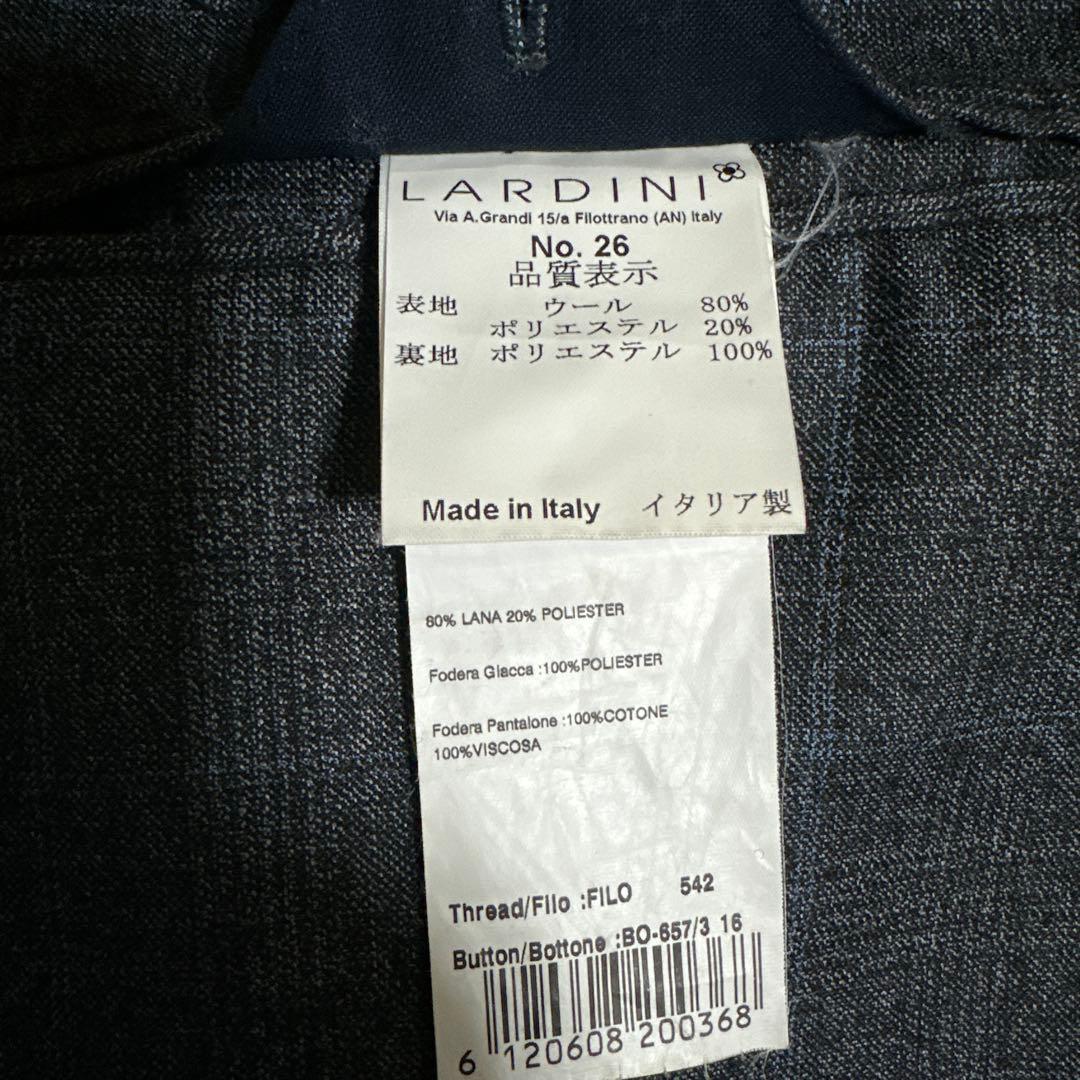 LARDINI
Via A.Grandi 15/a Filottrano (AN) Italy
No. 26
品質表示
表地 ウール 80%
ポリエステル 20%
裏地 ポリエステル 100%
Made in Italy イタリア製
80% LANA 20% POLIESTER
Fodera Giacca :100%POLIESTER
Fodera Pantalone :100%COTONE
100%VISCOSA
Thread/Filo :FILO 542
Button/Bottone :BO-657/3 16
6 120608 200368